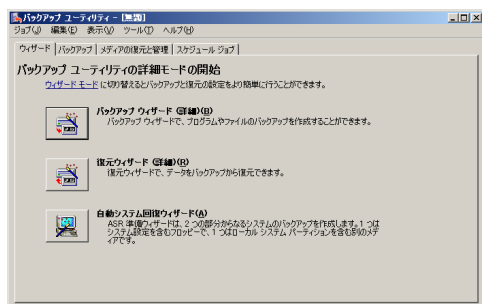 バックアップ ユーティリティ - [無題]
ジョブ(J) 編集(E) 表示(V) ツール(T) ヘルプ(H)
ウィザード バックアップ メディアの復元と管理 スケジュール ジョブ
バックアップ ユーティリティの詳細モードの開始
ウィザード モード に切り替えるとバックアップと復元の設定をより簡単に行うことができます。
バックアップ ウィザード (詳細)(B)
バックアップ ウィザードで、プログラムやファイルのバックアップを作成することができます。
復元ウィザード (詳細)(R)
復元ウィザードで、データをバックアップから復元できます。
自動システム回復ウィザード(A)
ASR 準備ウィザードは、2 つの部分からなるシステムのバックアップを作成します。1 つは
システム設定を含むフロッピーで、1 つはローカル システム パーティションを含む別のメデ
ィアです。